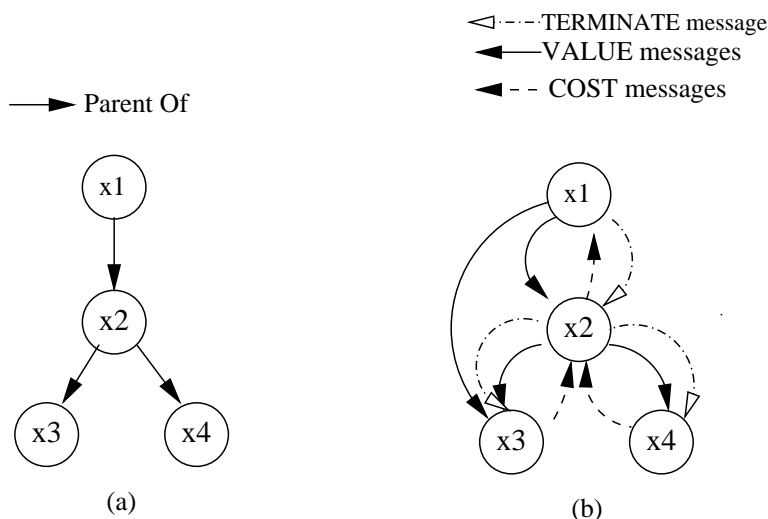 TERMINATE message
VALUE messages
COST messages
Parent Of
x1
x2
x3
x4
(a)
x1
x2
x3
x4
(b)